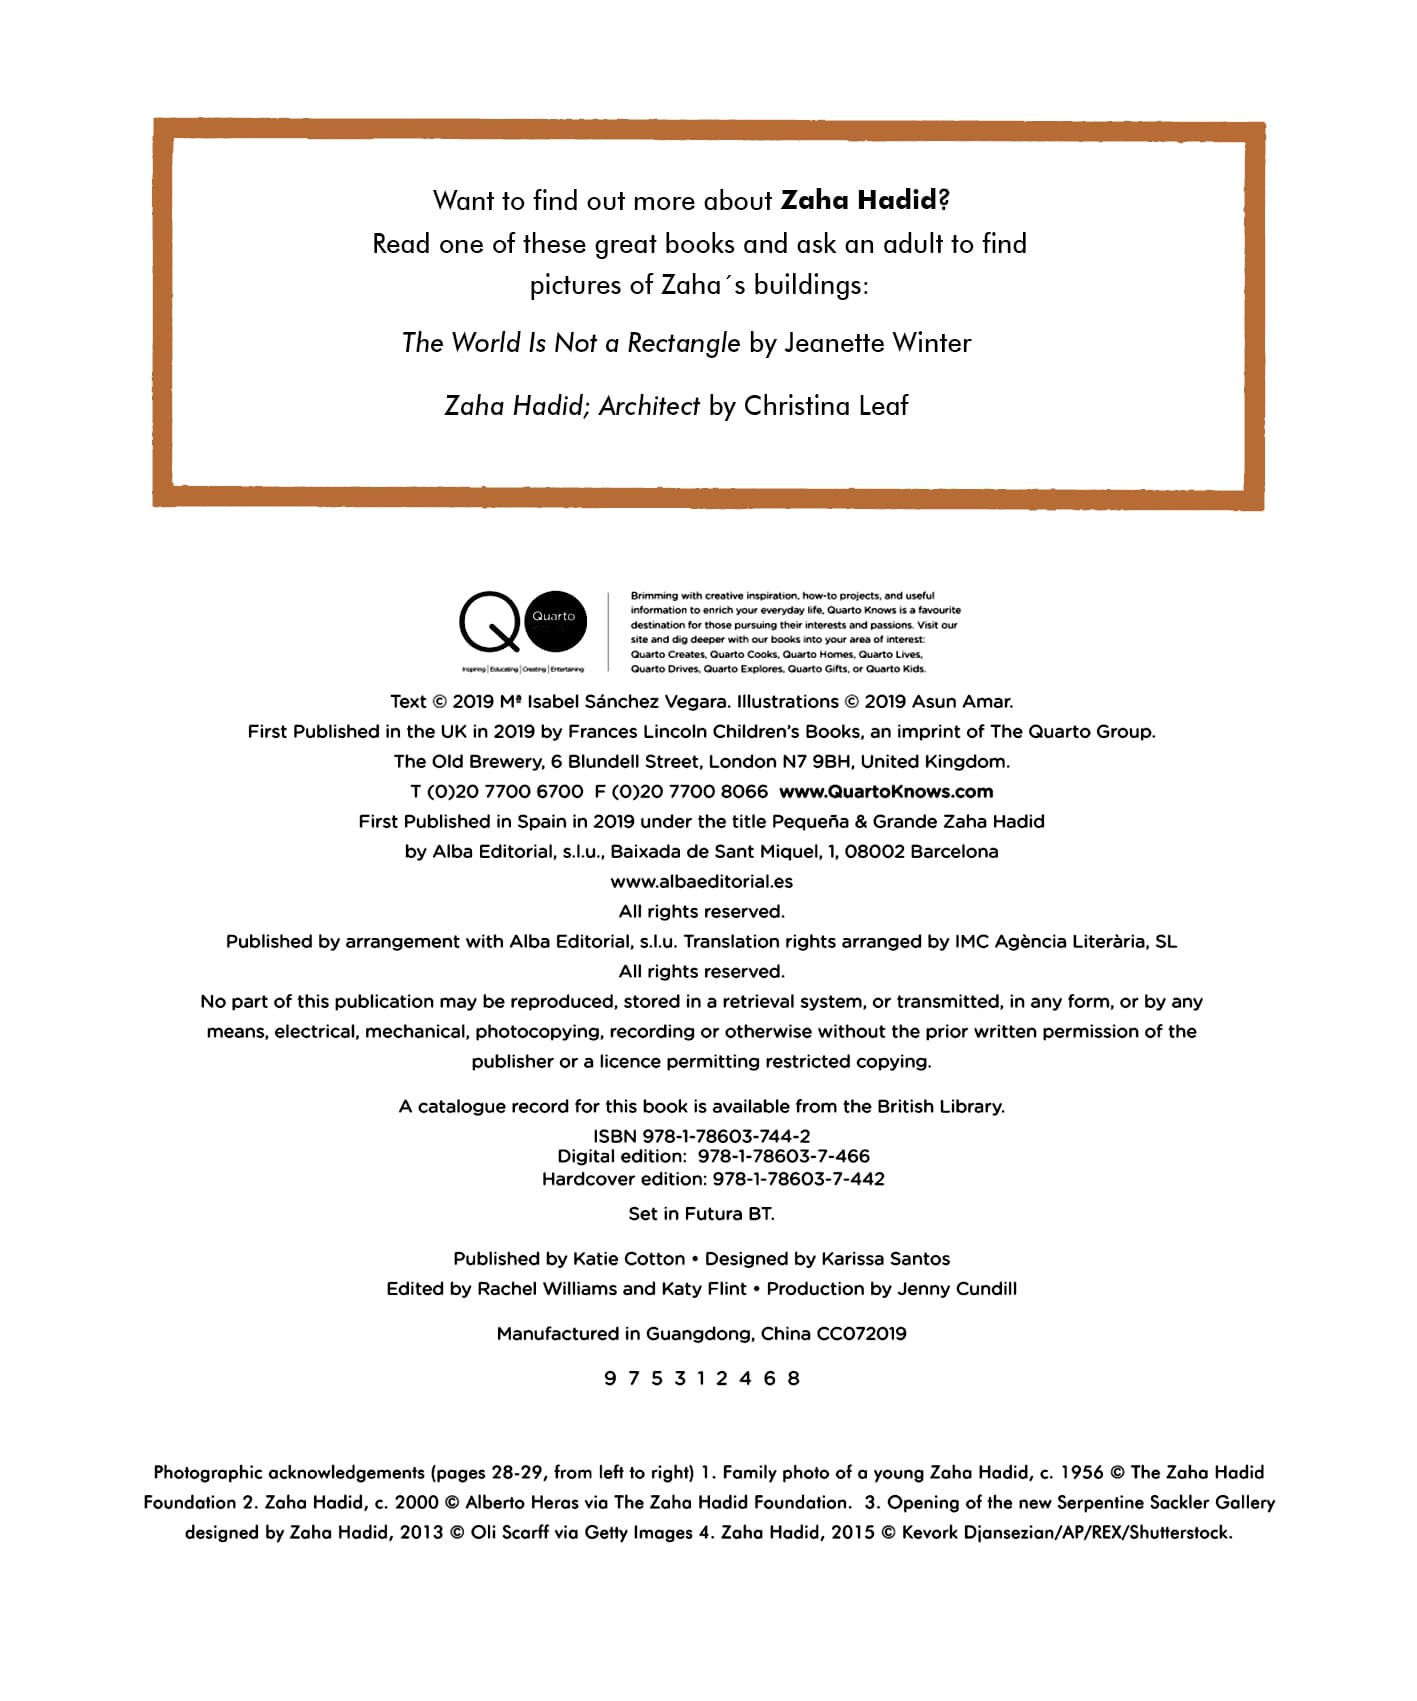 Want to find out more about Zaha Hadid?
Read one of these great books and ask an adult to find
pictures of Zaha´s buildings:
The World Is Not a Rectangle by Jeanette Winter
Zaha Hadid; Architect by Christina Leaf
Quarto
Inspiring | Educating | Creating | Entertaining
Brimming with creative inspiration, how-to projects, and useful
information to enrich your everyday life, Quarto Knows is a favourite
destination for those pursuing their interests and passions. Visit our
site and dig deeper with our books into your area of interest:
Quarto Creates, Quarto Cooks, Quarto Homes, Quarto Lives,
Quarto Drives, Quarto Explores, Quarto Gifts, or Quarto Kids.
Text © 2019 Mª Isabel Sánchez Vegara. Illustrations © 2019 Asun Amar.
First Published in the UK in 2019 by Frances Lincoln Children’s Books, an imprint of The Quarto Group.
The Old Brewery, 6 Blundell Street, London N7 9BH, United Kingdom.
T (0)20 7700 6700  F (0)20 7700 8066  www.QuartoKnows.com
First Published in Spain in 2019 under the title Pequeña & Grande Zaha Hadid
by Alba Editorial, s.l.u., Baixada de Sant Miquel, 1, 08002 Barcelona
www.albaeditorial.es
All rights reserved.
Published by arrangement with Alba Editorial, s.l.u. Translation rights arranged by IMC Agència Literària, SL
All rights reserved.
No part of this publication may be reproduced, stored in a retrieval system, or transmitted, in any form, or by any
means, electrical, mechanical, photocopying, recording or otherwise without the prior written permission of the
publisher or a licence permitting restricted copying.
A catalogue record for this book is available from the British Library.
ISBN 978-1-78603-744-2
Digital edition:  978-1-78603-7-466
Hardcover edition: 978-1-78603-7-442
Set in Futura BT.
Published by Katie Cotton • Designed by Karissa Santos
Edited by Rachel Williams and Katy Flint • Production by Jenny Cundill
Manufactured in Guangdong, China CC072019
9 7 5 3 1 2 4 6 8
Photographic acknowledgements (pages 28-29, from left to right) 1. Family photo of a young Zaha Hadid, c. 1956 © The Zaha Hadid
Foundation 2. Zaha Hadid, c. 2000 © Alberto Heras via The Zaha Hadid Foundation.  3. Opening of the new Serpentine Sackler Gallery
designed by Zaha Hadid, 2013 © Oli Scarff via Getty Images 4. Zaha Hadid, 2015 © Kevork Djansezian/AP/REX/Shutterstock.